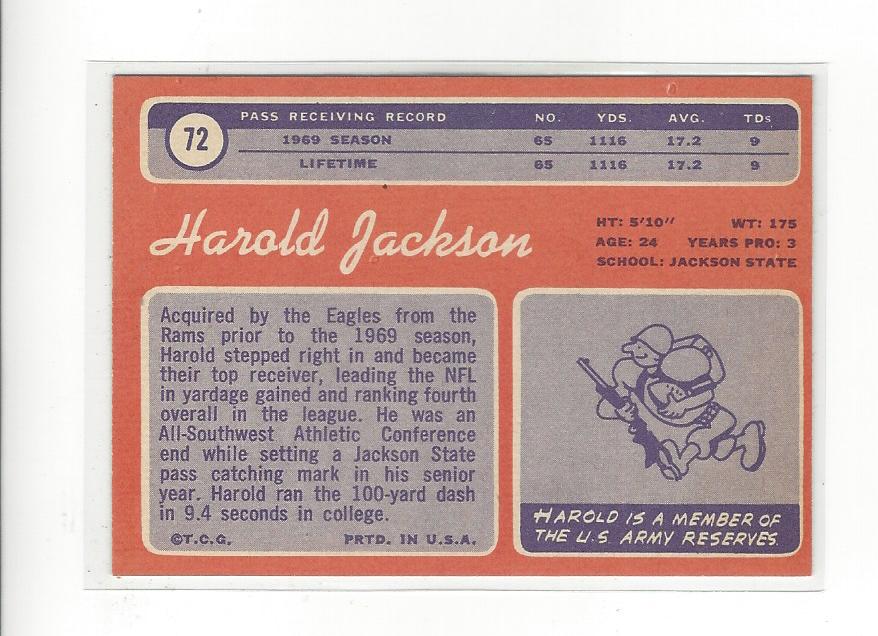 72
PASS RECEIVING RECORD NO. YDS. AVG. TDs
1969 SEASON 65 1116 17.2 9
LIFETIME 65 1116 17.2 9
Harold Jackson
HT: 5'10" WT: 175
AGE: 24 YEARS PRO: 3
SCHOOL: JACKSON STATE
Acquired by the Eagles from the
Rams prior to the 1969 season,
Harold stepped right in and became
their top receiver, leading the NFL
in yardage gained and ranking fourth
overall in the league. He was an
All-Southwest Athletic Conference
end while setting a Jackson State
pass catching mark in his senior
year. Harold ran the 100-yard dash
in 9.4 seconds in college.
©T.C.G. PRTD. IN U.S.A.
HAROLD IS A MEMBER OF
THE U.S ARMY RESERVES.